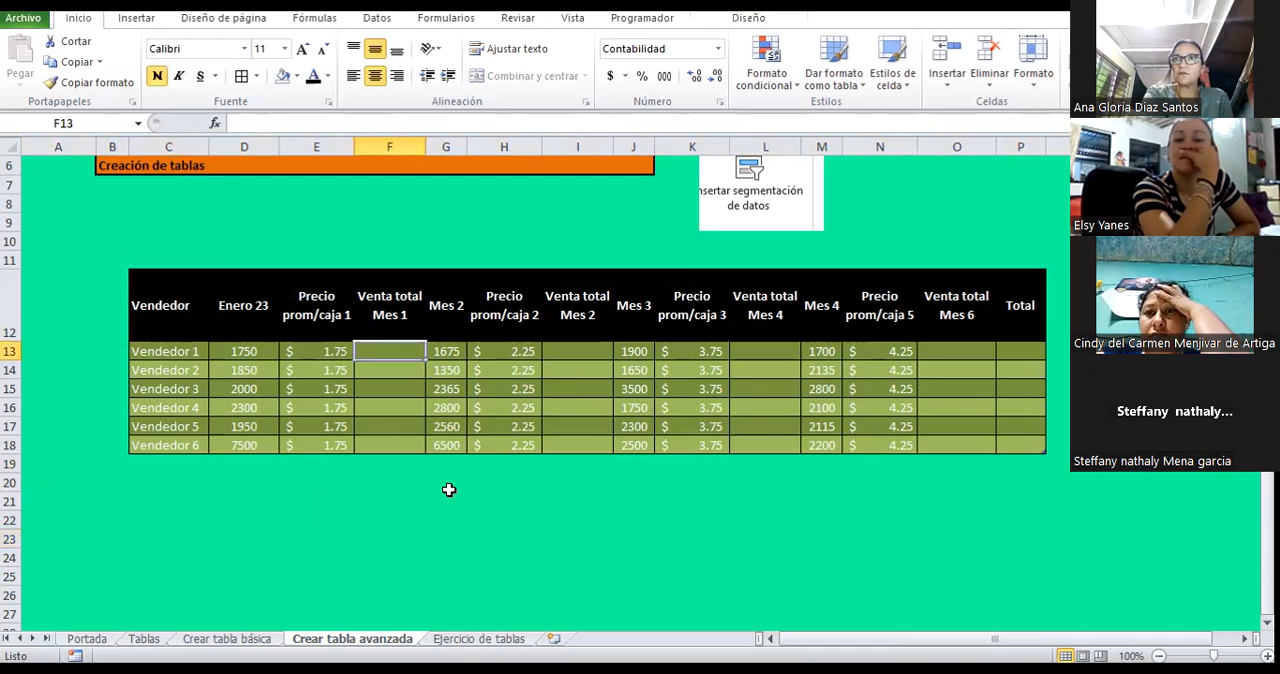 Archivo Inicio Insertar Diseño de página Fórmulas Datos Formularios Revisar Vista Programador Diseño
Pegar
Cortar
Copiar
Copiar formato
Portapapeles
Calibri 11
N K S A
Fuente
Ajustar texto
Combinar y centrar
Alineación
Contabilidad
$ % 000
Número
Formato condicional
Dar formato como tabla
Estilos de celda
Estilos
Insertar Eliminar Formato
Celdas
F13 fx
A B C D E F G H I J K L M N O P
6 Creación de tablas
7
8
9
10
11
nsertar segmentación
de datos
12 Vendedor Enero 23 Precio prom/caja 1 Venta total Mes 1 Mes 2 Precio prom/caja 2 Venta total Mes 2 Mes 3 Precio prom/caja 3 Venta total Mes 4 Mes 4 Precio prom/caja 5 Venta total Mes 6 Total
13 Vendedor 1 1750 $ 1.75 1675 $ 2.25 1900 $ 3.75 1700 $ 4.25
14 Vendedor 2 1850 $ 1.75 1350 $ 2.25 1650 $ 3.75 2135 $ 4.25
15 Vendedor 3 2000 $ 1.75 2365 $ 2.25 3500 $ 3.75 2800 $ 4.25
16 Vendedor 4 2300 $ 1.75 2800 $ 2.25 1750 $ 3.75 2100 $ 4.25
17 Vendedor 5 1950 $ 1.75 2560 $ 2.25 2300 $ 3.75 2115 $ 4.25
18 Vendedor 6 7500 $ 1.75 6500 $ 2.25 2500 $ 3.75 2200 $ 4.25
19
20
21
22
23
24
25
26
27
Portada Tablas Crear tabla básica Crear tabla avanzada Ejercicio de tablas
Listo 100%
Ana Gloria Diaz Santos
Elsy Yanes
Cindy del Carmen Menjivar de Artiga
Steffany nathaly...
Steffany nathaly Mena garcia